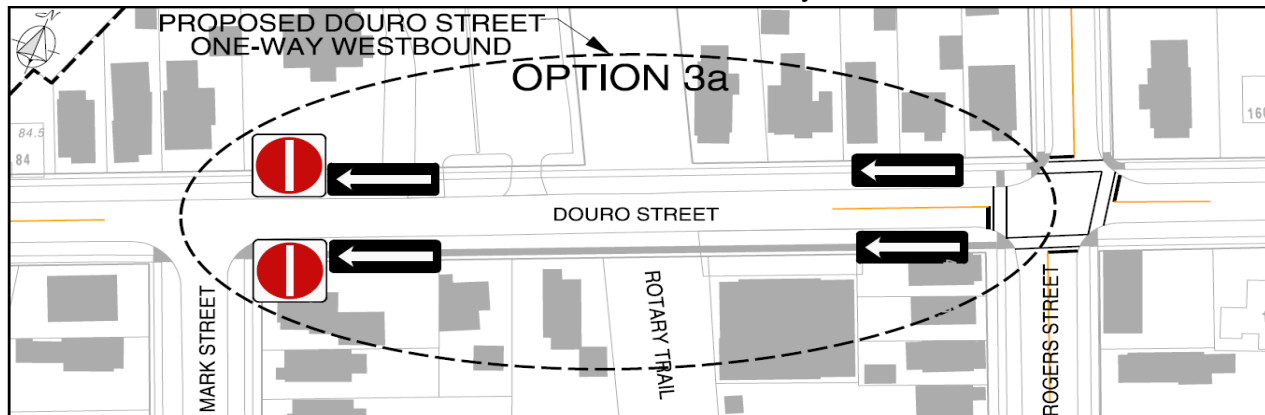 N
PROPOSED DOURO STREET
ONE-WAY WESTBOUND
OPTION 3a
84.5
84
160
DOURO STREET
MARK STREET
ROTARY TRAIL
ROGERS STREET